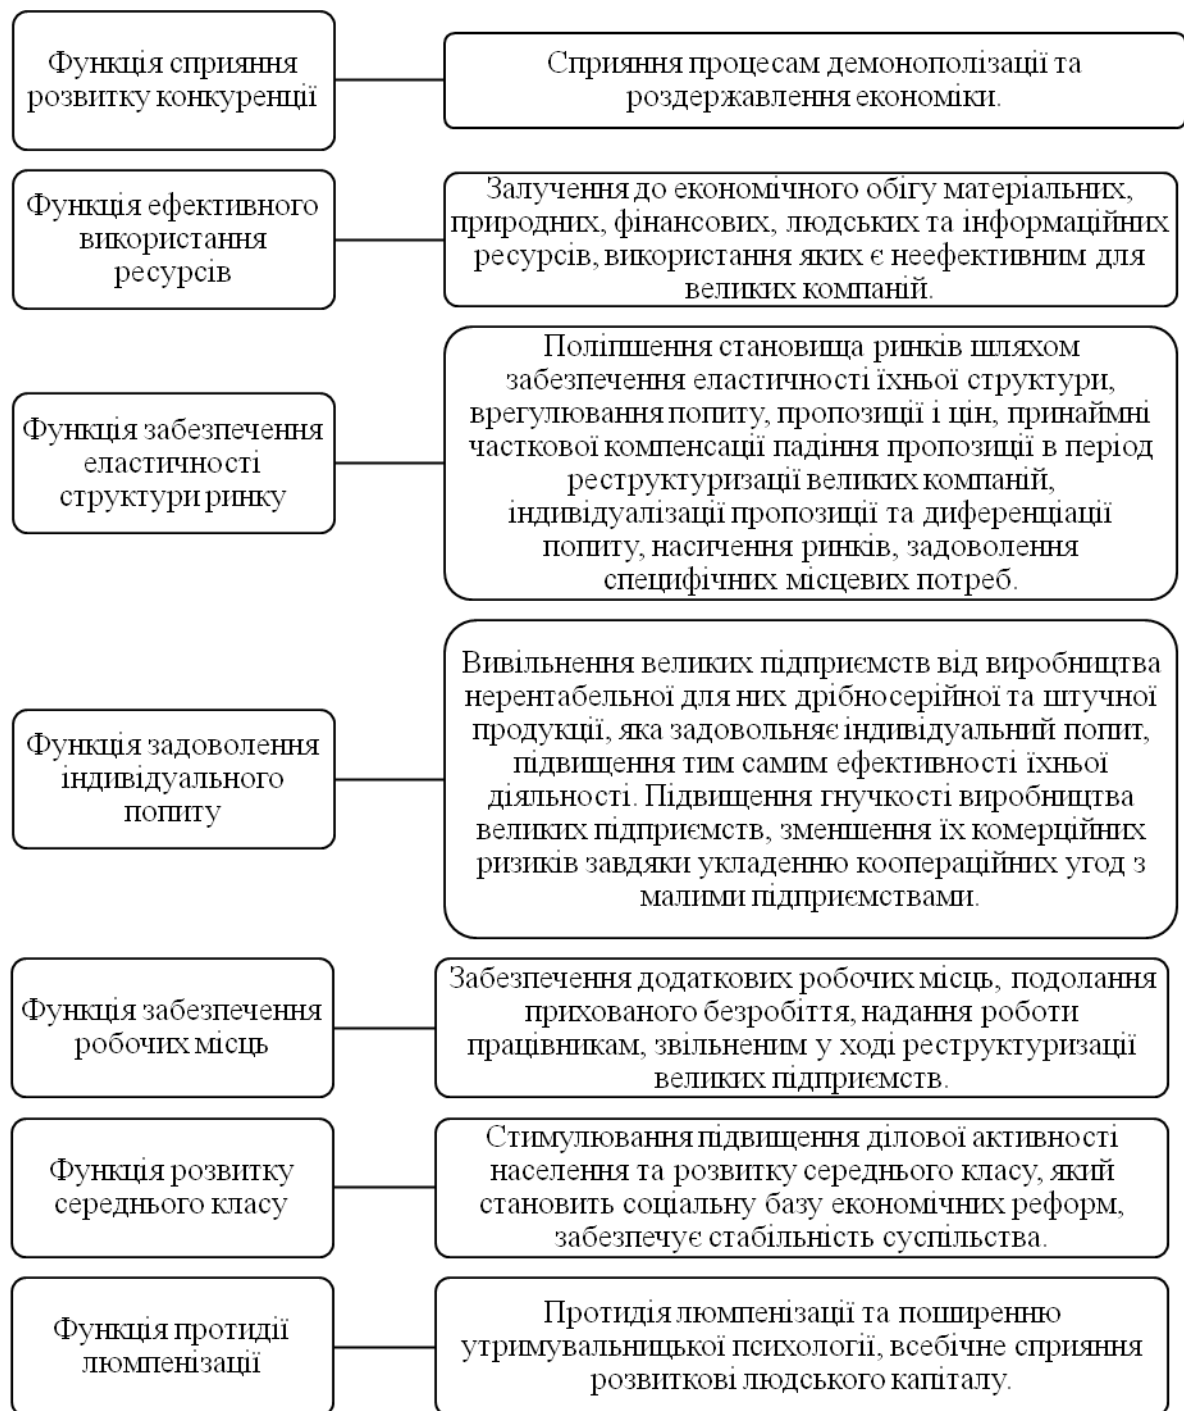 Функція сприяння
розвитку конкуренції
Сприяння процесам демонополізації та
роздержавлення економіки.
Функція ефективного
використання
ресурсів
Залучення до економічного обігу матеріальних,
природних, фінансових, людських та інформаційних
ресурсів, використання яких є неефективним для
великих компаній.
Функція забезпечення
еластичності
структури ринку
Поліпшення становища ринків шляхом
забезпечення еластичності їхньої структури,
врегулювання попиту, пропозиції і цін, принаймні
часткової компенсації падіння пропозиції в період
реструктуризації великих компаній,
індивідуалізації пропозиції та диференціації
попиту, насичення ринків, задоволення
специфічних місцевих потреб.
Функція задоволення
індивідуального
попиту
Вивільнення великих підприємств від виробництва
нерентабельної для них дрібносерійної та штучної
продукції, яка задовольняє індивідуальний попит,
підвищення тим самим ефективності їхньої
діяльності. Підвищення гнучкості виробництва
великих підприємств, зменшення їх комерційних
ризиків завдяки укладенню коопераційних угод з
малими підприємствами.
Функція забезпечення
робочих місць
Забезпечення додаткових робочих місць, подолання
прихованого безробіття, надання роботи
працівникам, звільненим у ході реструктуризації
великих підприємств.
Функція розвитку
середнього класу
Стимулювання підвищення ділової активності
населення та розвитку середнього класу, який
становить соціальну базу економічних реформ,
забезпечує стабільність суспільства.
Функція протидії
люмпенізації
Протидія люмпенізації та поширенню
утримувальницької психології, всебічне сприяння
розвиткові людського капіталу.